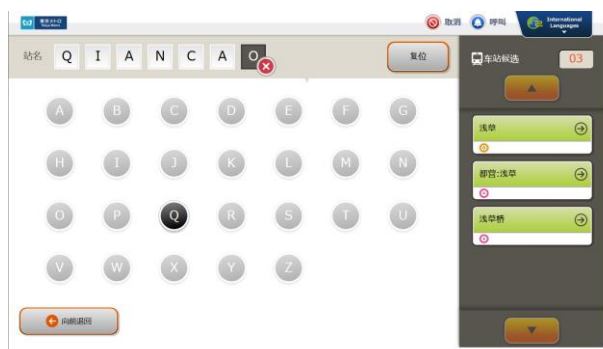 东京メトロ
Tokyo Metro
取消
呼叫
International
Languages
站名 Q I A N C A O
复位
车站候选 03
A B C D E F G
H I J K L M N
O P Q R S T U
V W X Y Z
浅草
都营:浅草
浅草桥
向前退回